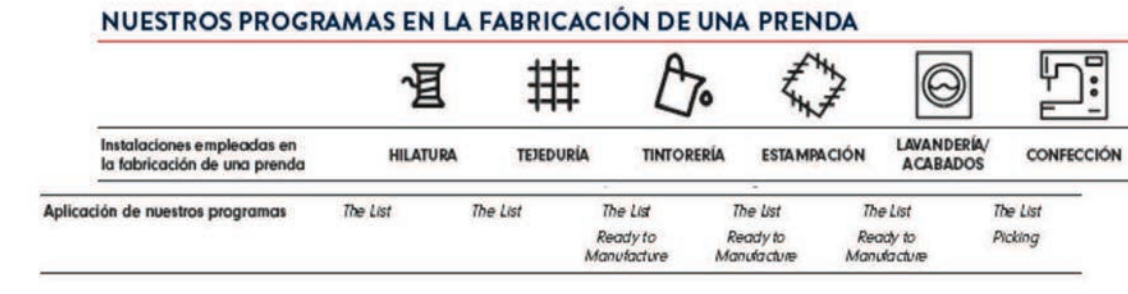 NUESTROS PROGRAMAS EN LA FABRICACIÓN DE UNA PRENDA
Instalaciones empleadas en
la fabricación de una prenda
HILATURA
TEJEDURÍA
TINTORERÍA
ESTAMPACIÓN
LAVANDERÍA/
ACABADOS
CONFECCIÓN
Aplicación de nuestros programas
The List
The List
The List
Ready to
Manufacture
The List
Ready to
Manufacture
The List
Ready to
Manufacture
The List
Picking